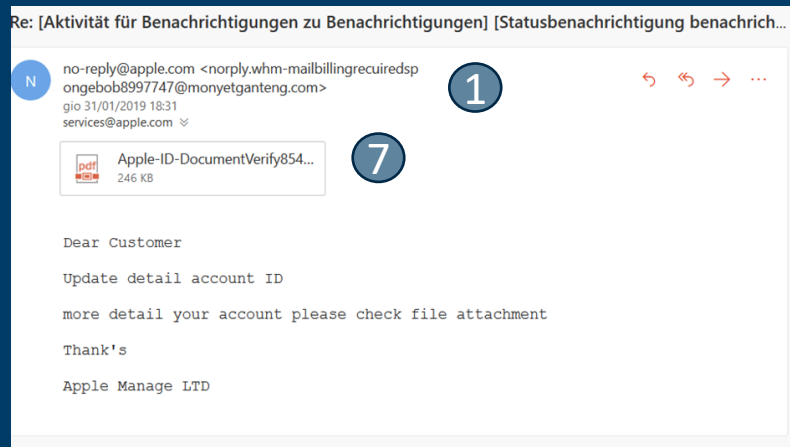 Re: [Aktivität für Benachrichtigungen zu Benachrichtigungen] [Statusbenachrichtigung benachrich...
N
no-reply@apple.com <norply.whm-mailbillingrecuiredsp
ongebob8997747@monyetganteng.com>
1
gio 31/01/2019 18:31
services@apple.com
pdf
Apple-ID-DocumentVerify854...
246 KB
7
Dear Customer
Update detail account ID
more detail your account please check file attachment
Thank's
Apple Manage LTD